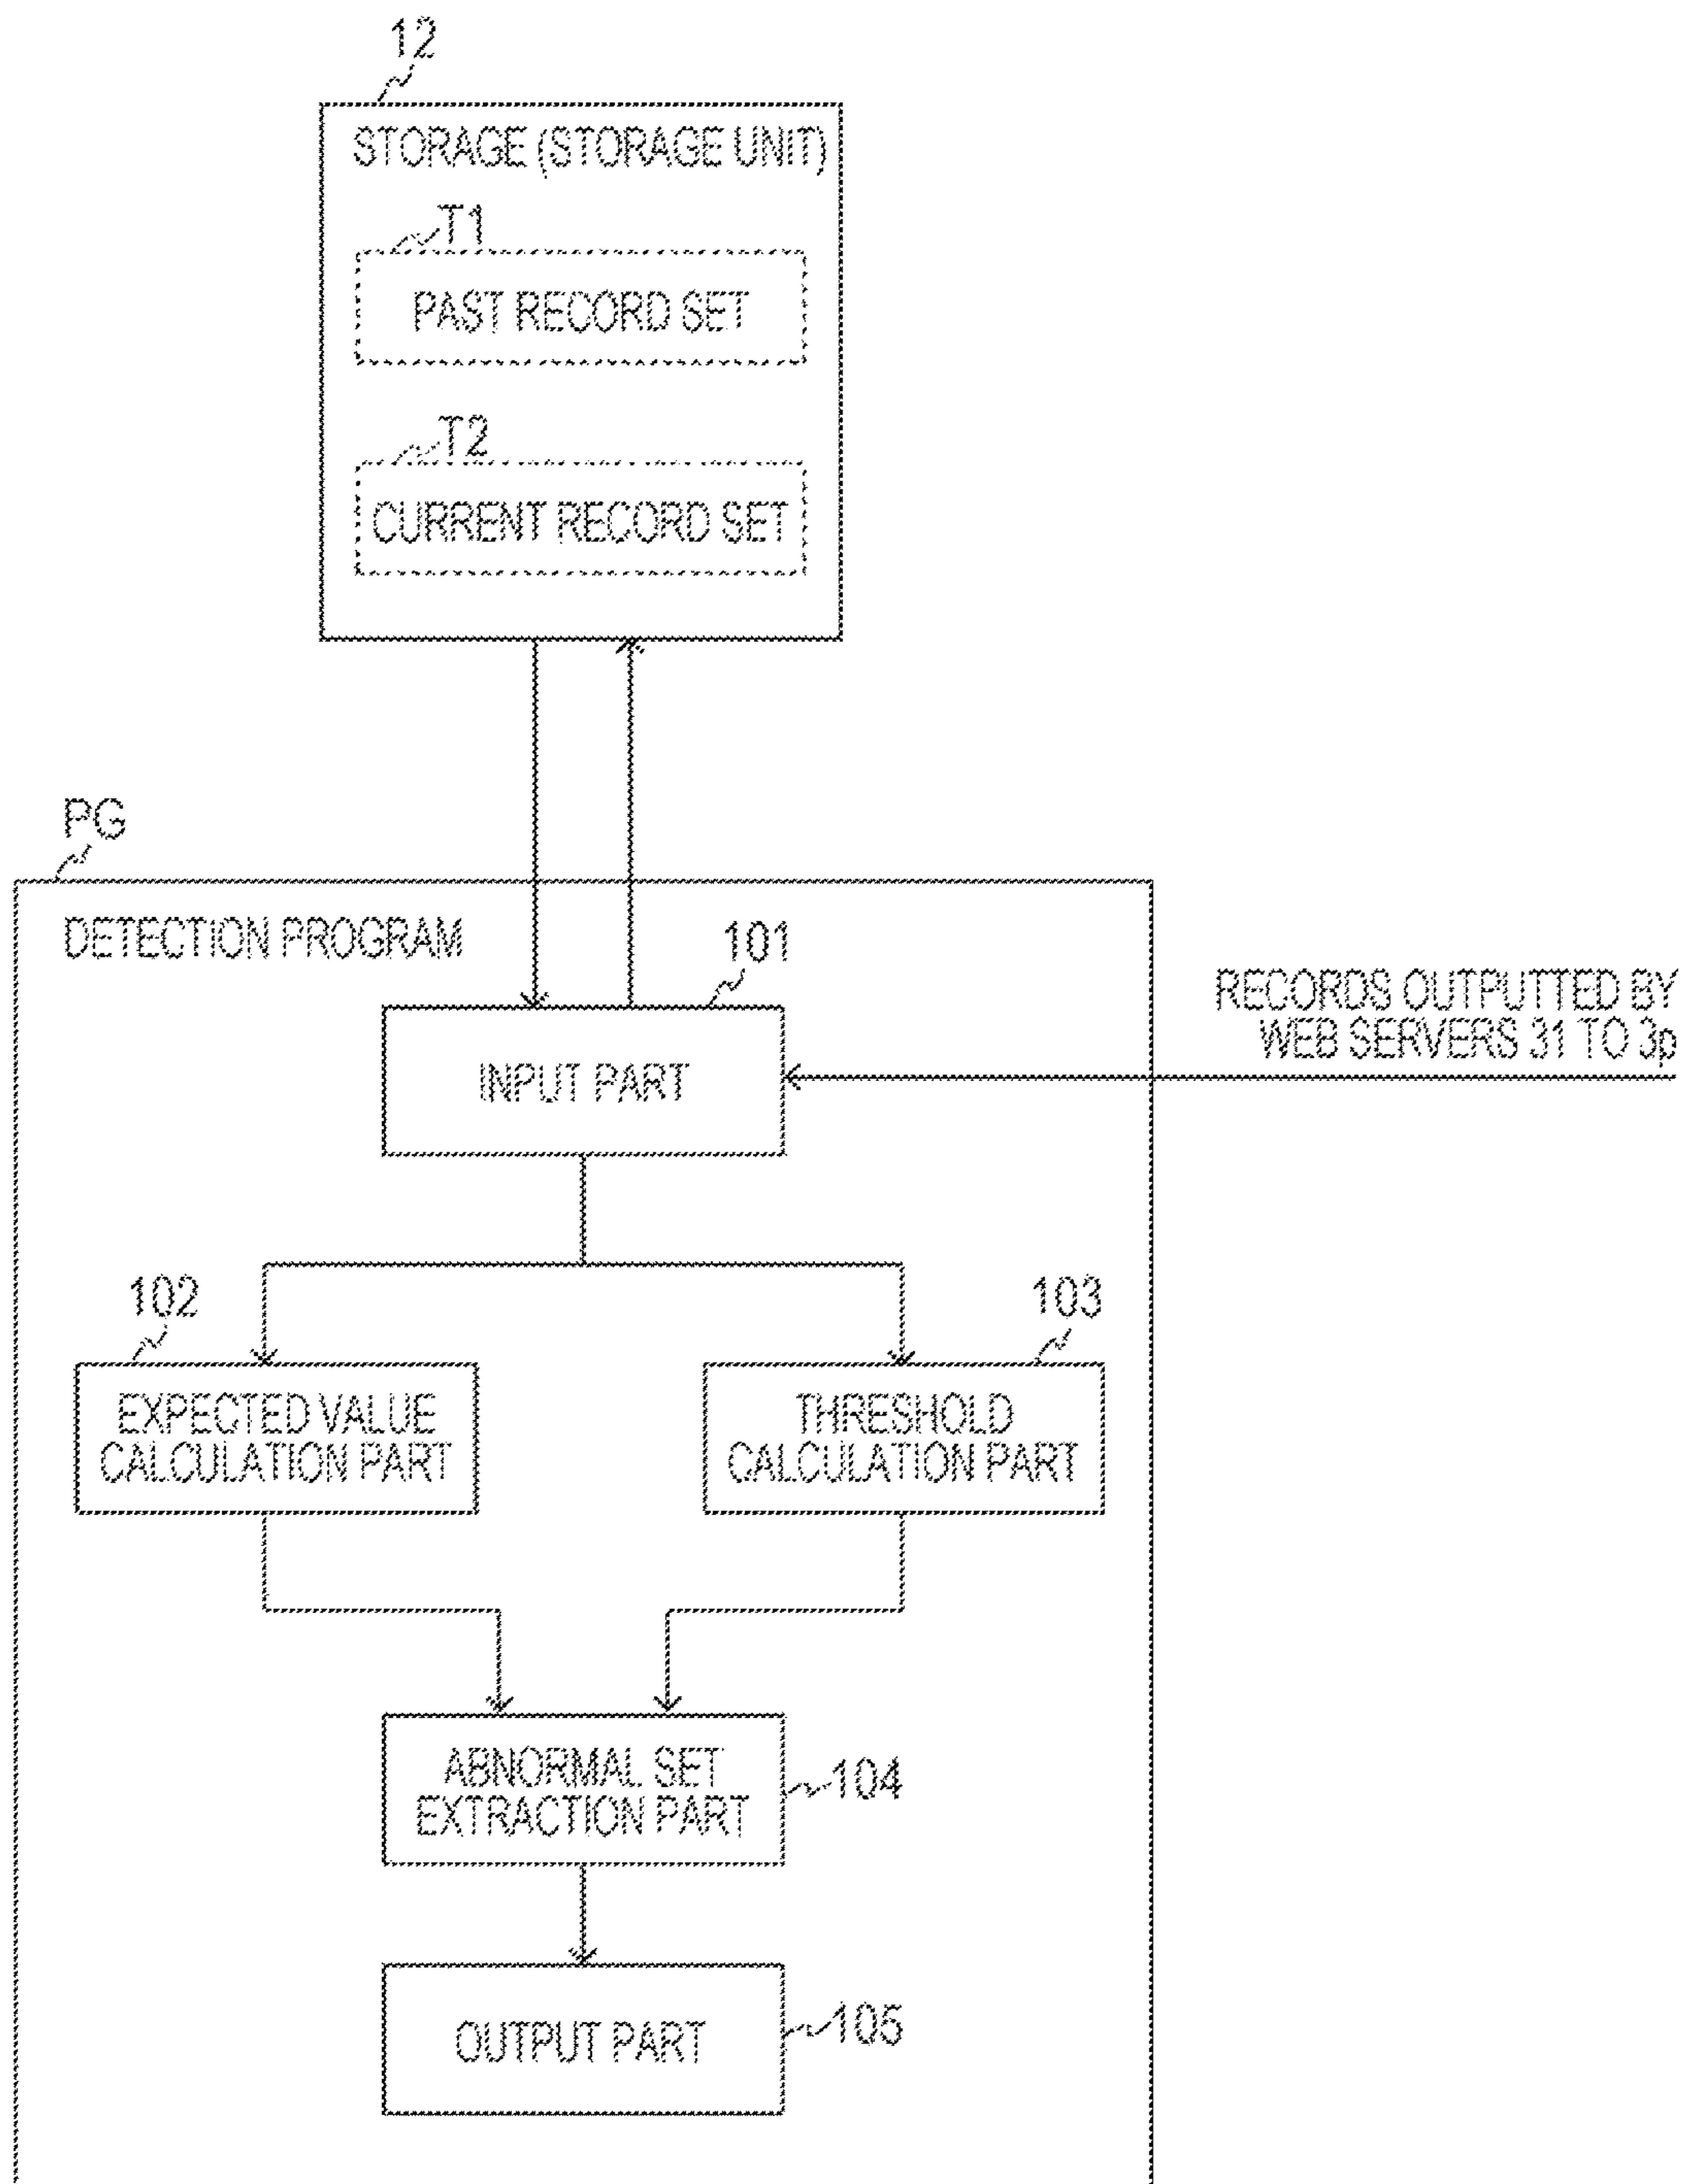 12
STORAGE (STORAGE UNIT)
T1
PAST RECORD SET
T2
CURRENT RECORD SET
PG
DETECTION PROGRAM
101
INPUT PART
RECORDS OUTPUTTED BY
WEB SERVERS 31 TO 3p
102
EXPECTED VALUE
CALCULATION PART
103
THRESHOLD
CALCULATION PART
ABNORMAL SET
EXTRACTION PART
104
OUTPUT PART
105